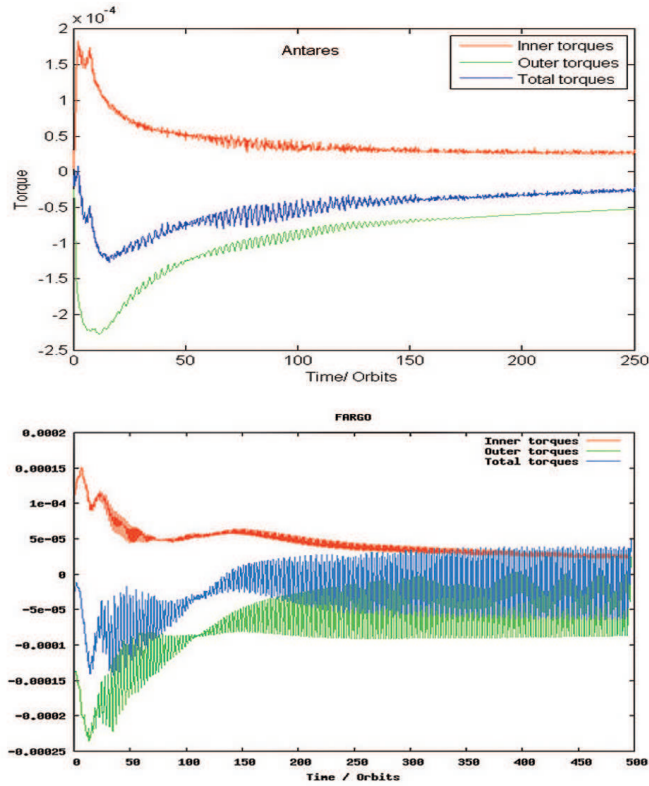 2 × 10⁻⁴
Antares
Inner torques
Outer torques
Total torques
1.5
1
0.5
0
-0.5
-1
-1.5
-2
-2.5
Torque
0 50 100 150 200 250
Time/ Orbits
FARGO
Inner torques
Outer torques
Total torques
0.0002
0.00015
1e-04
5e-05
0
-5e-05
-0.0001
-0.00015
-0.0002
-0.00025
0 50 100 150 200 250 300 350 400 450 500
Time / Orbits